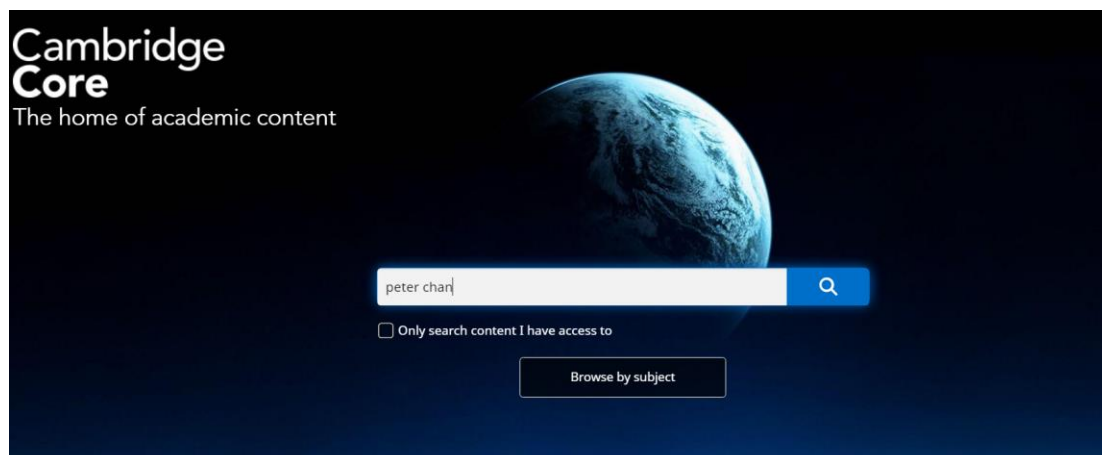 Cambridge
Core
The home of academic content
peter chan
Only search content I have access to
Browse by subject